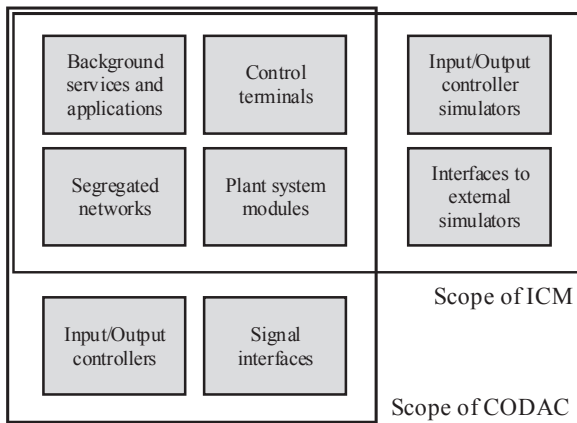 Background
services and
applications
Control
terminals
Input/Output
controller
simulators
Segregated
networks
Plant system
modules
Interfaces to
external
simulators
Scope of ICM
Input/Output
controllers
Signal
interfaces
Scope of CODAC